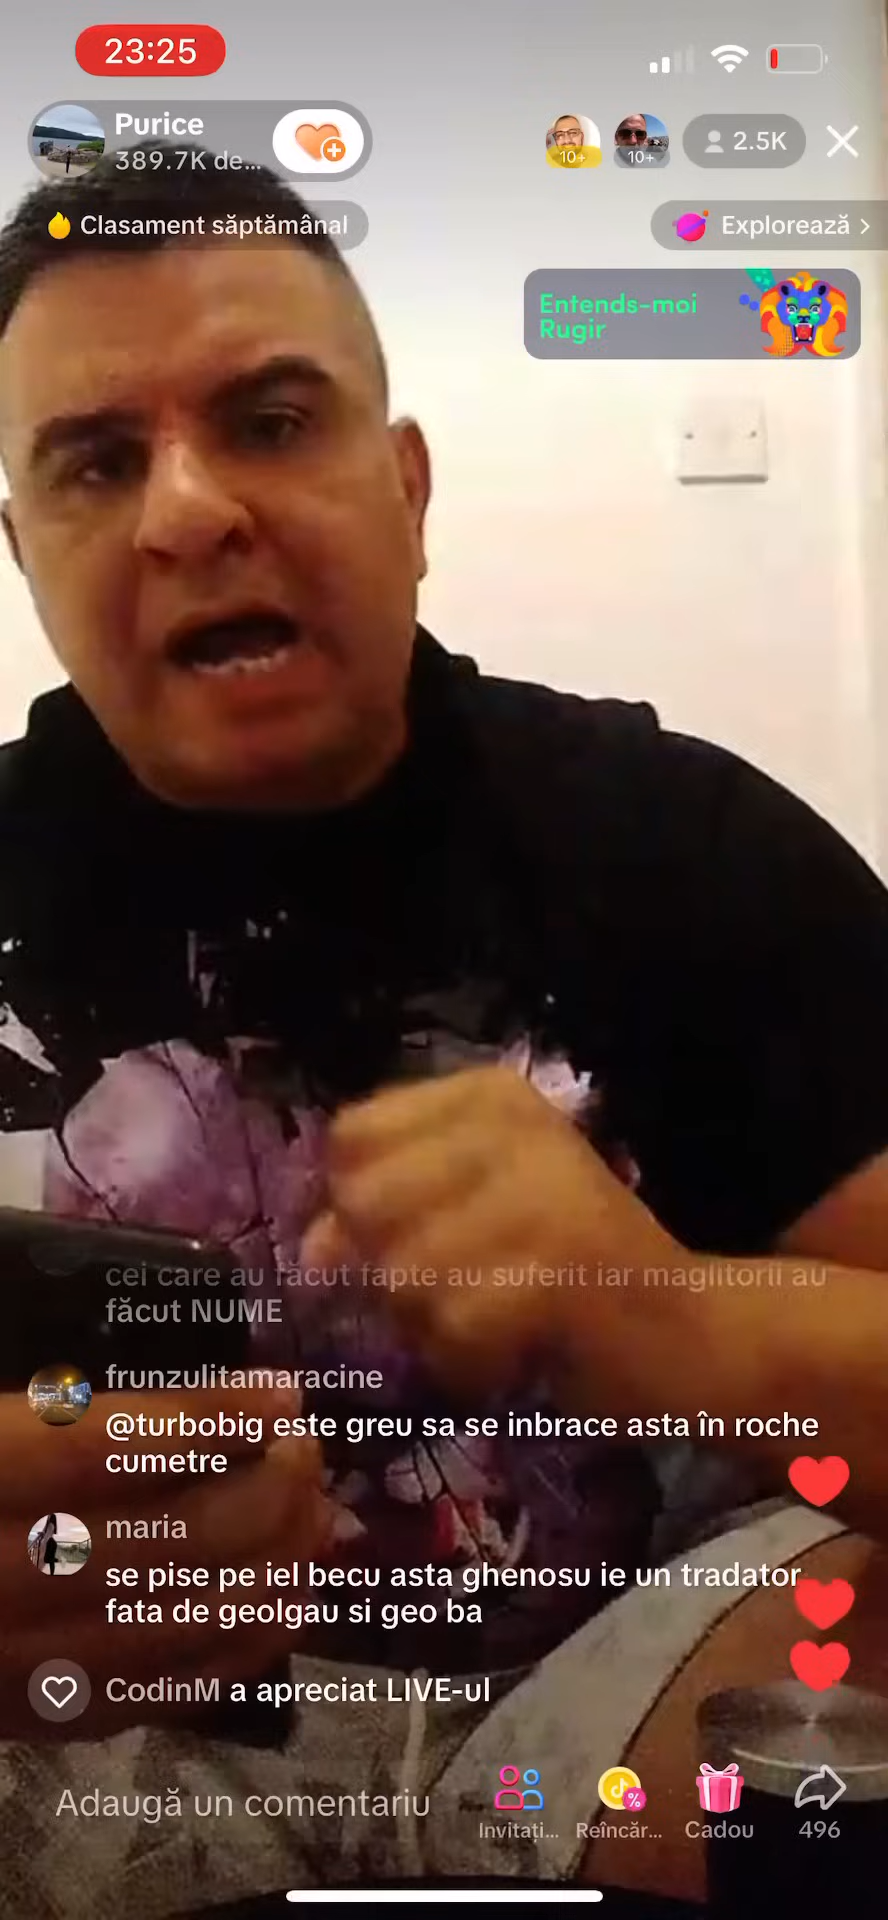 23:25
Purice
389.7K de...
10+
10+
2.5K
Clasament săptămânal
Explorează >
Entends-moi
Rugir
cei care au făcut fapte au suferit iar maglitorii au
făcut NUME
frunzulitamaracine
@turbobig este greu sa se inbrace asta în roche
cumetre
maria
se pise pe iel becu asta ghenosu ie un tradator
fata de geolgau si geo ba
CodinM a apreciat LIVE-ul
Adaugă un comentariu
Invitați...
Reîncăr...
Cadou
496